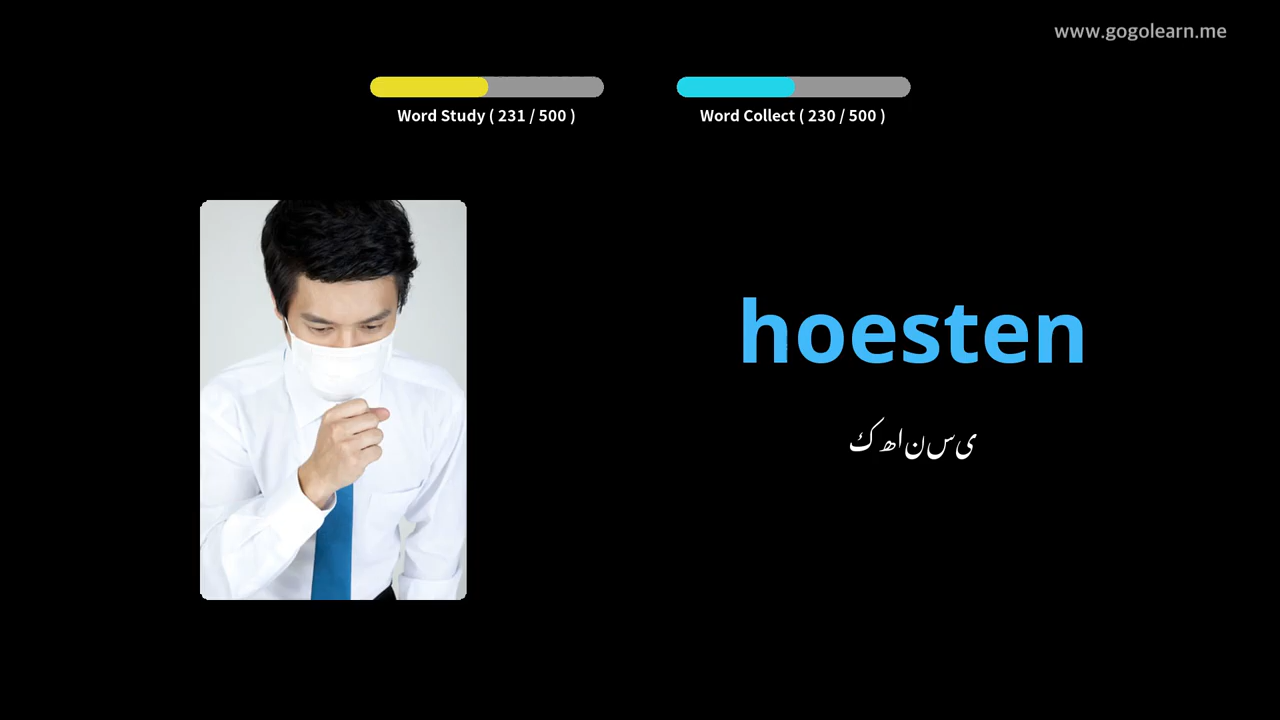 www.gogolearn.me
Word Study ( 231 / 500 )
Word Collect ( 230 / 500 )
hoesten
کھانسی